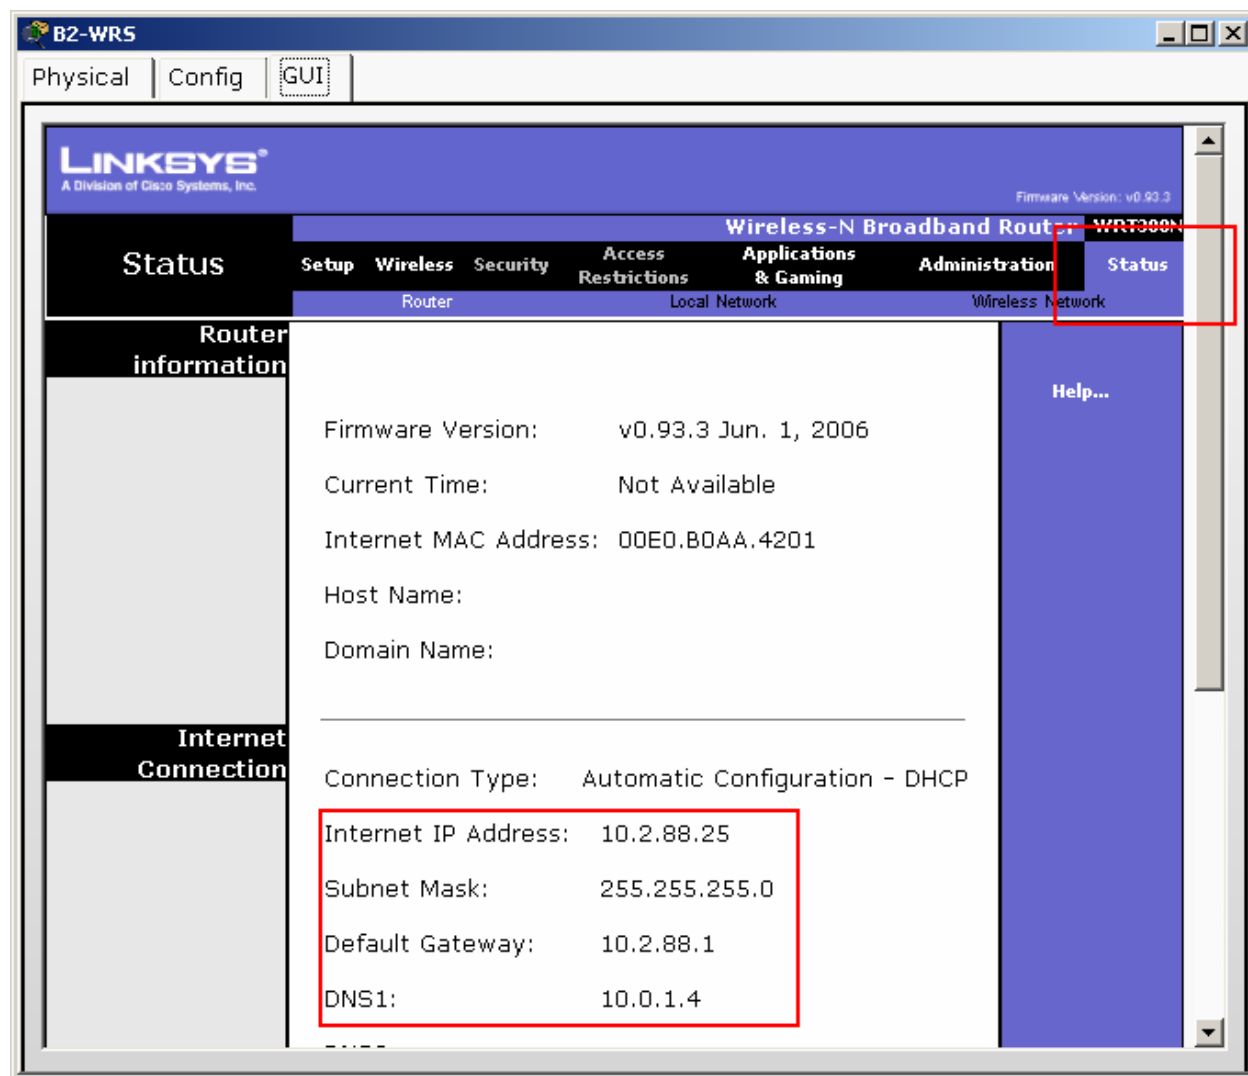 B2-WRS
Physical Config GUI
LINKSYS®
A Division of Cisco Systems, Inc.
Firmware Version: v0.93.3
Wireless-N Broadband Router WRT300N
Status
Setup Wireless Security Access Restrictions Applications & Gaming Administration Status
Router Local Network Wireless Network
Router information
Help...
Firmware Version: v0.93.3 Jun. 1, 2006
Current Time: Not Available
Internet MAC Address: 00E0.B0AA.4201
Host Name:
Domain Name:
Internet Connection
Connection Type: Automatic Configuration - DHCP
Internet IP Address: 10.2.88.25
Subnet Mask: 255.255.255.0
Default Gateway: 10.2.88.1
DNS1: 10.0.1.4